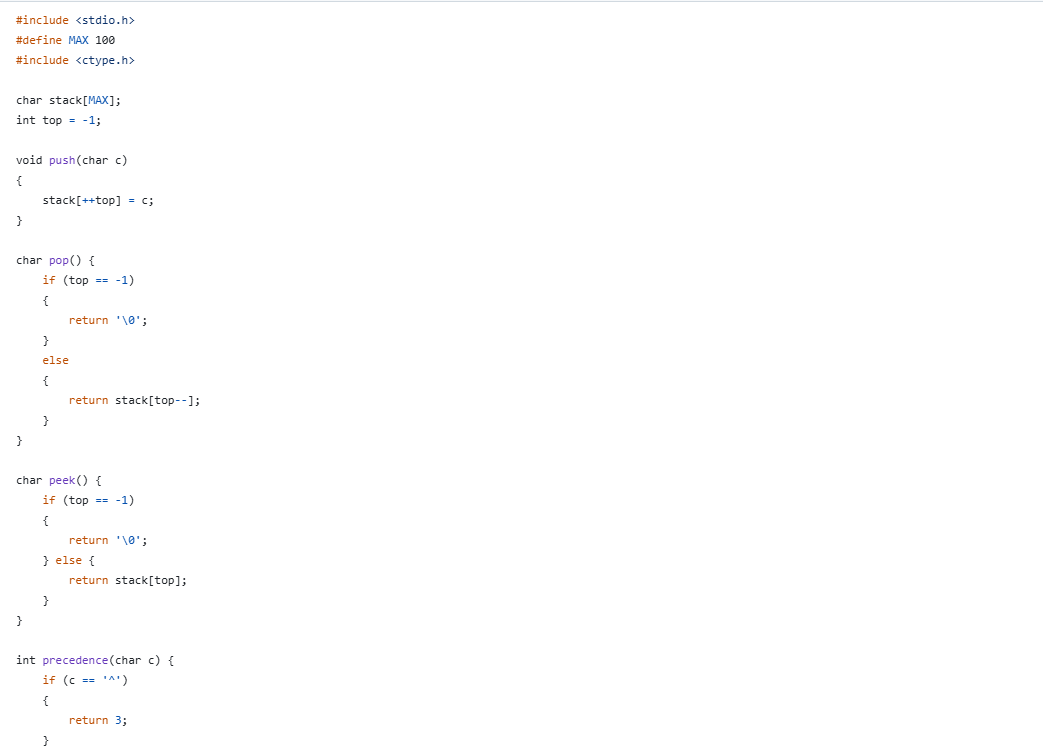 #include <stdio.h>
#define MAX 100
#include <ctype.h>

char stack[MAX];
int top = -1;

void push(char c)
{
    stack[++top] = c;
}

char pop() {
    if (top == -1)
    {
        return '\0';
    }
    else
    {
        return stack[top--];
    }
}

char peek() {
    if (top == -1)
    {
        return '\0';
    } else {
        return stack[top];
    }
}

int precedence(char c) {
    if (c == '^')
    {
        return 3;
    }